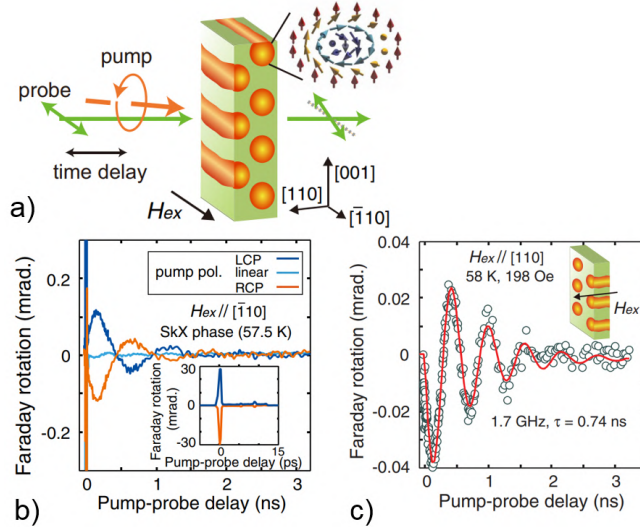 a)
pump
probe
time delay
Hex
[001]
[110]
[1̄10]
b)
Faraday rotation (mrad.)
0.2
0
-0.2
pump pol.
LCP
linear
RCP
Hex // [1̄10]
SkX phase (57.5 K)
Faraday rotation
(mrad.)
30
0
-30
0
15
Pump-probe delay (ps)
0 1 2 3
Pump-probe delay (ns)
c)
Faraday rotation (mrad.)
0.04
0.02
0
-0.02
-0.04
Hex // [110]
58 K, 198 Oe
Hex
1.7 GHz, τ = 0.74 ns
0 1 2 3
Pump-probe delay (ns)